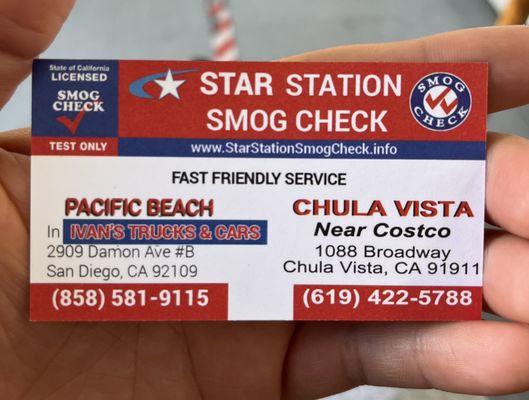 State of California
LICENSED
SMOG
CHECK
TEST ONLY
STAR STATION
SMOG CHECK
SMOG
CHECK
www.StarStationSmogCheck.info
FAST FRIENDLY SERVICE
PACIFIC BEACH
In IVAN'S TRUCKS & CARS
2909 Damon Ave #B
San Diego, CA 92109
(858) 581-9115
CHULA VISTA
Near Costco
1088 Broadway
Chula Vista, CA 91911
(619) 422-5788